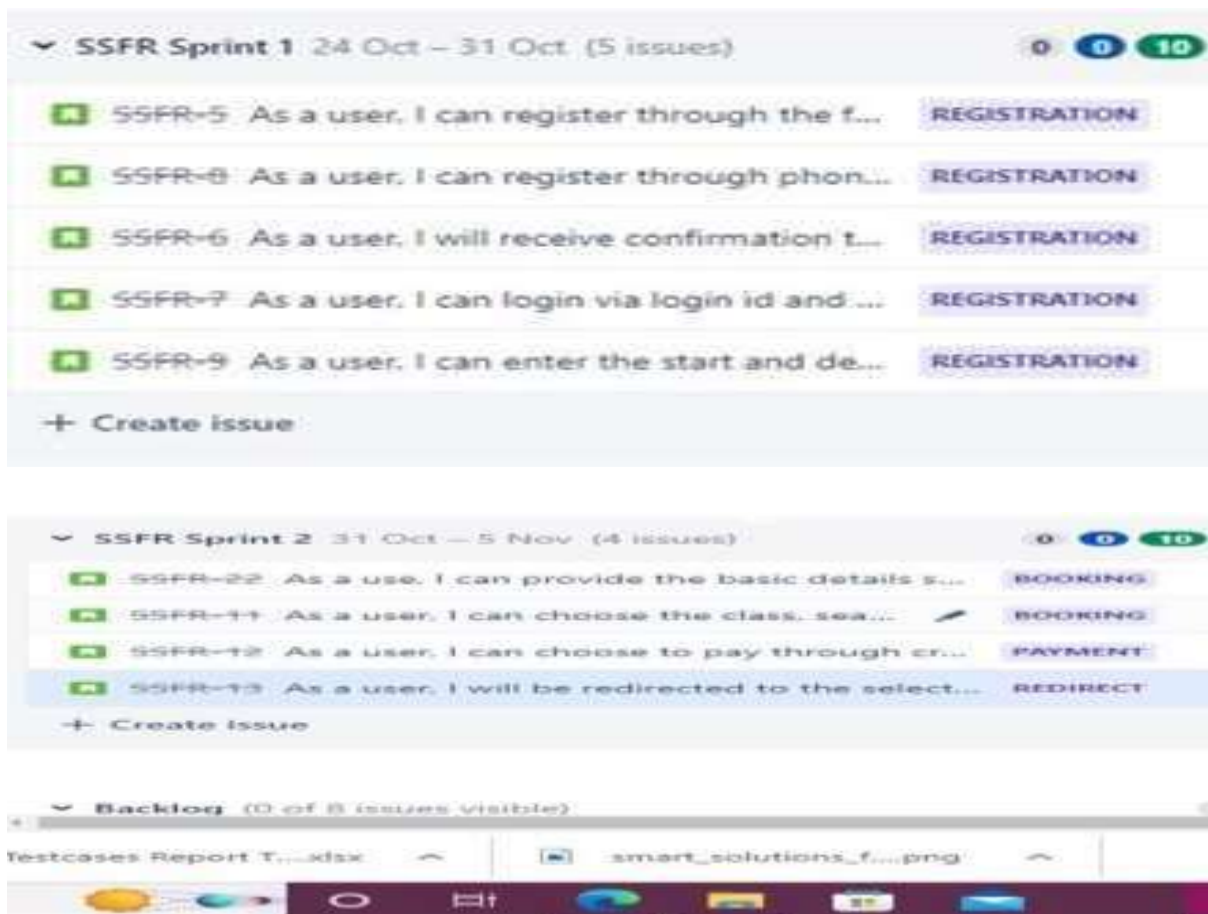 SSFR Sprint 1 24 Oct – 31 Oct (5 issues) 0 0 10
SSFR-5 As a user, I can register through the f... REGISTRATION
SSFR-8 As a user, I can register through phon... REGISTRATION
SSFR-6 As a user, I will receive confirmation t... REGISTRATION
SSFR-7 As a user, I can login via login id and ... REGISTRATION
SSFR-9 As a user, I can enter the start and de... REGISTRATION
+ Create issue
SSFR Sprint 2 31 Oct – 5 Nov (4 issues) 0 0 10
SSFR-22 As a use, I can provide the basic details s... BOOKING
SSFR-11 As a user, I can choose the class, sea... BOOKING
SSFR-12 As a user, I can choose to pay through cr... PAYMENT
SSFR-13 As a user, I will be redirected to the select... REDIRECT
+ Create issue
Backlog (0 of 8 issues visible)
Testcases Report T....xlsx smart_solutions_f....png